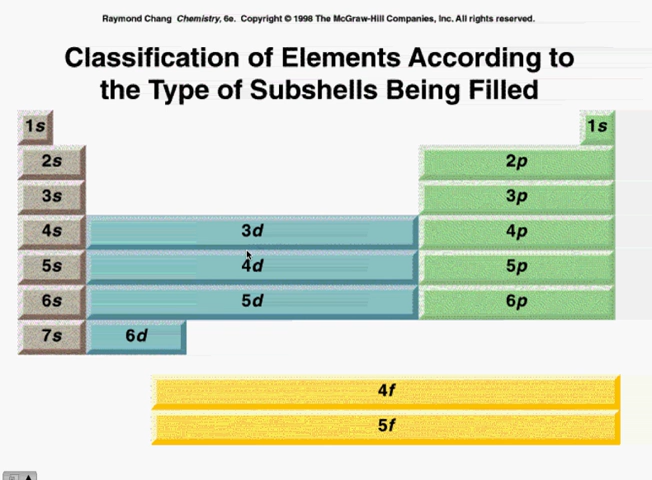 Raymond Chang Chemistry, 6e. Copyright © 1998 The McGraw-Hill Companies, Inc. All rights reserved.
Classification of Elements According to
the Type of Subshells Being Filled
1s 1s
2s 2p
3s 3p
4s 3d 4p
5s 4d 5p
6s 5d 6p
7s 6d
4f
5f